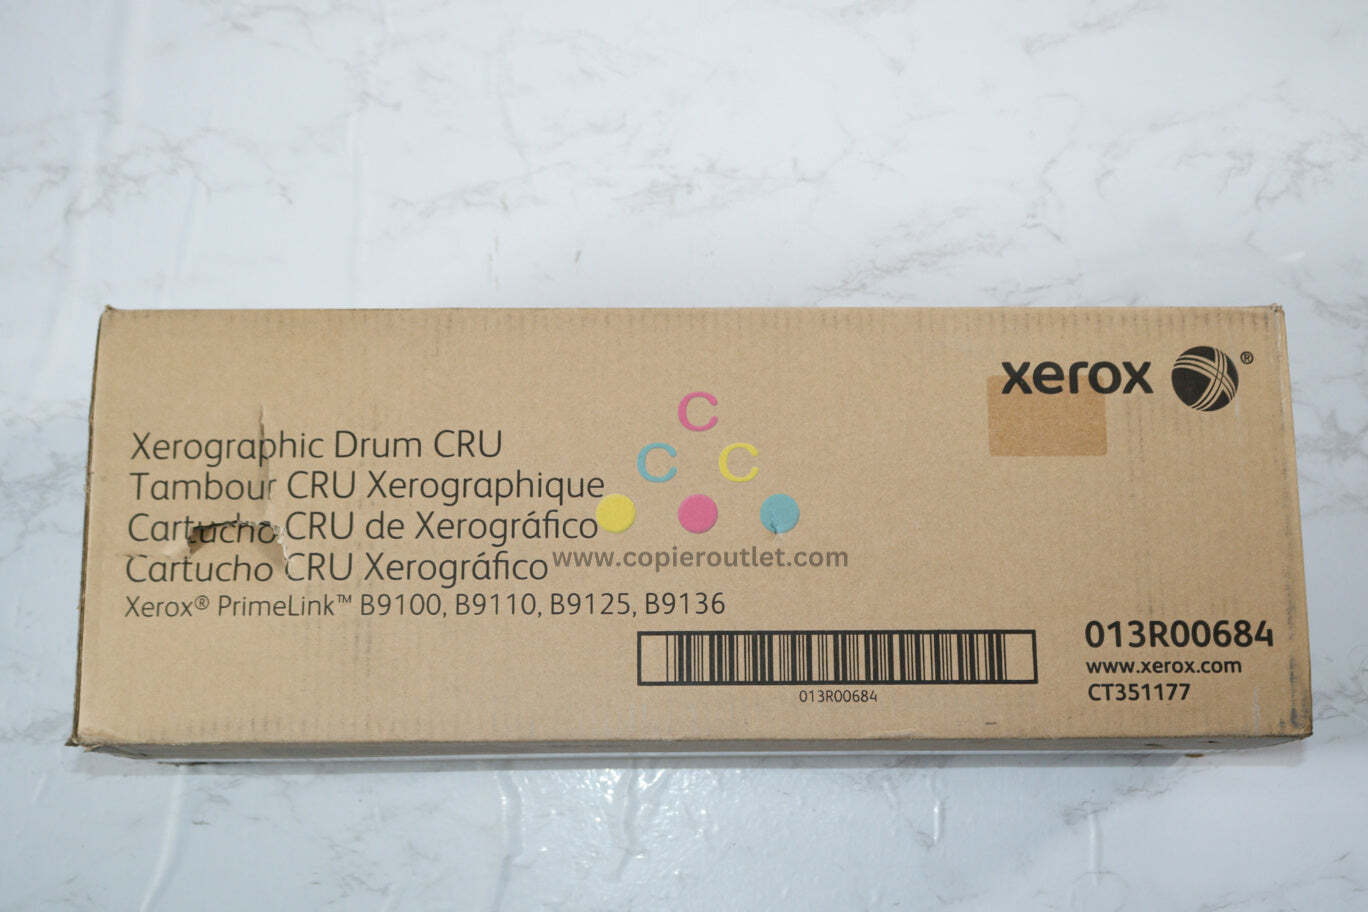 xerox ®
Xerographic Drum CRU
Tambour CRU Xerographique
Cartucho CRU de Xerográfico
Cartucho CRU Xerográfico
Xerox® PrimeLink™ B9100, B9110, B9125, B9136
C
C C
www.copieroutlet.com
013R00684
013R00684
www.xerox.com
CT351177